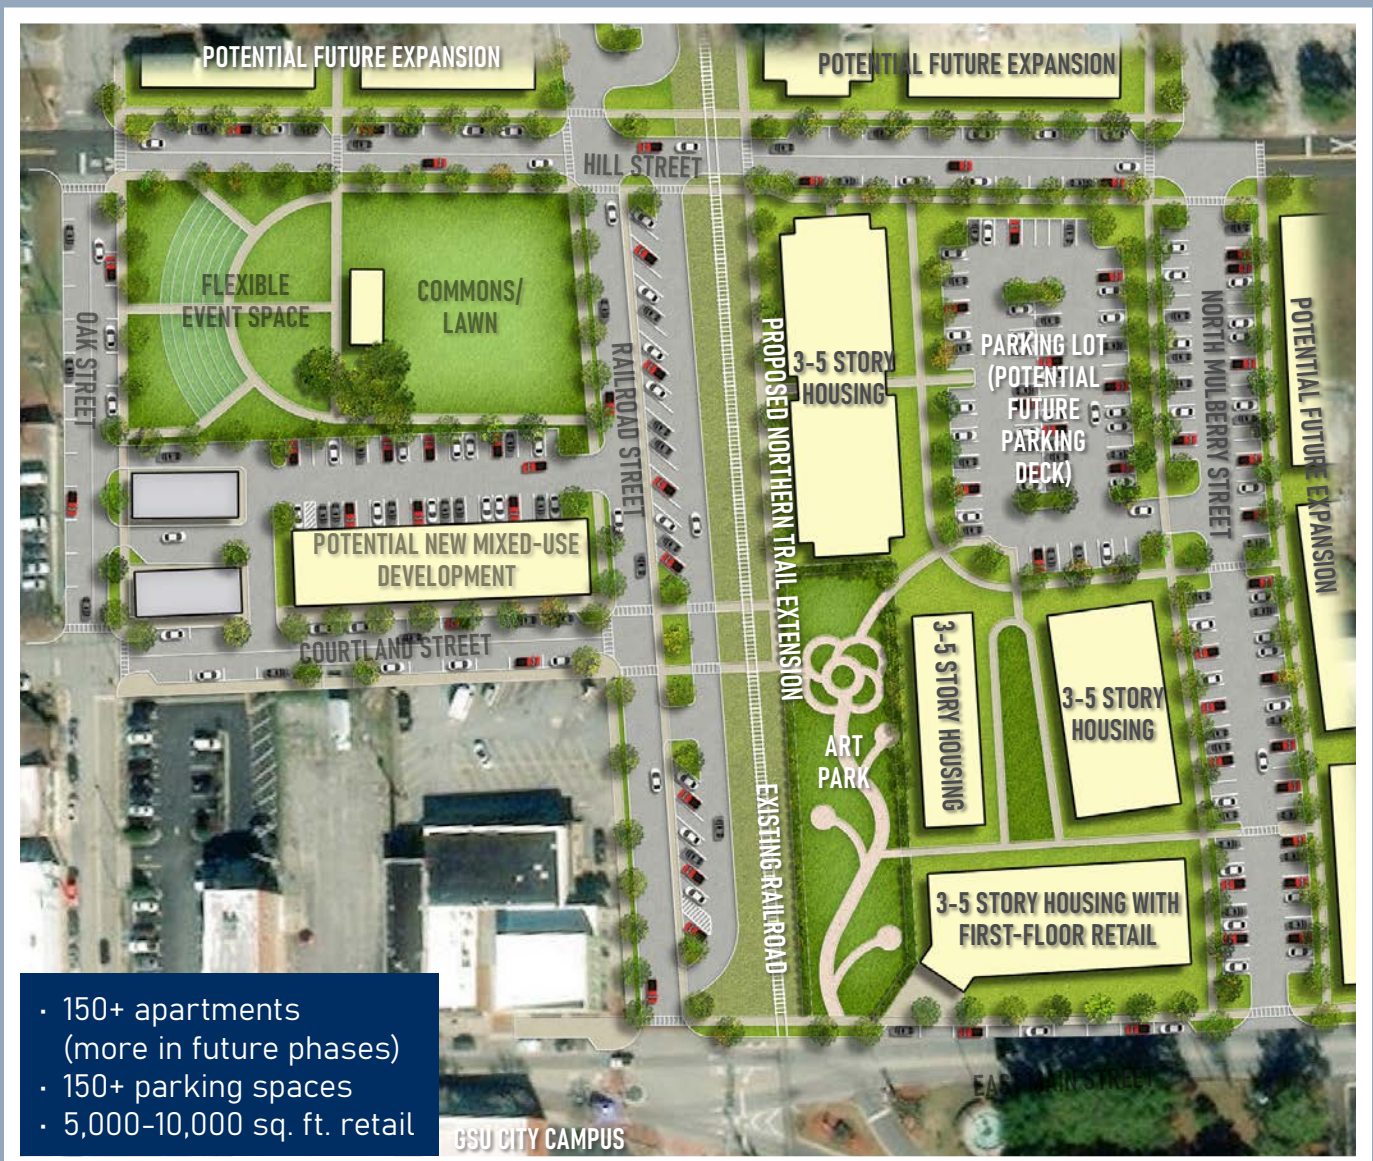 POTENTIAL FUTURE EXPANSION
POTENTIAL FUTURE EXPANSION
HILL STREET
FLEXIBLE
EVENT SPACE
COMMONS/
LAWN
OAK STREET
RAILROAD STREET
PROPOSED NORTHERN TRAIL EXTENSION
3-5 STORY
HOUSING
PARKING LOT
(POTENTIAL
FUTURE
PARKING
DECK)
NORTH MULBERRY STREET
POTENTIAL FUTURE EXPANSION
POTENTIAL NEW MIXED-USE
DEVELOPMENT
COURTLAND STREET
3-5 STORY HOUSING
3-5 STORY
HOUSING
ART
PARK
EXISTING RAILROAD
3-5 STORY HOUSING WITH
FIRST-FLOOR RETAIL
· 150+ apartments
(more in future phases)
· 150+ parking spaces
· 5,000-10,000 sq. ft. retail
EAST MAIN STREET
GSU CITY CAMPUS